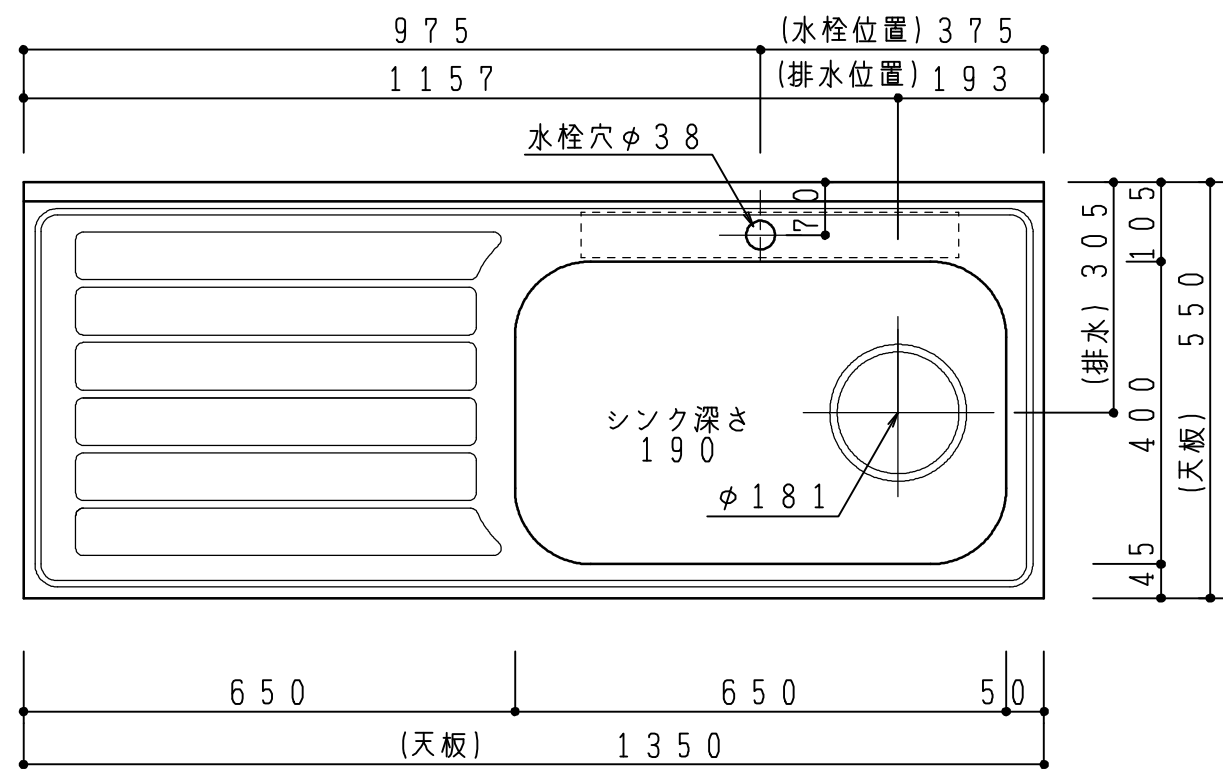 975 (水栓位置)375
1157 (排水位置)193
水栓穴φ38
70
105
(排水) 305
(天板) 550
400
シンク深さ
190
φ181
45
650 650 50
(天板) 1350